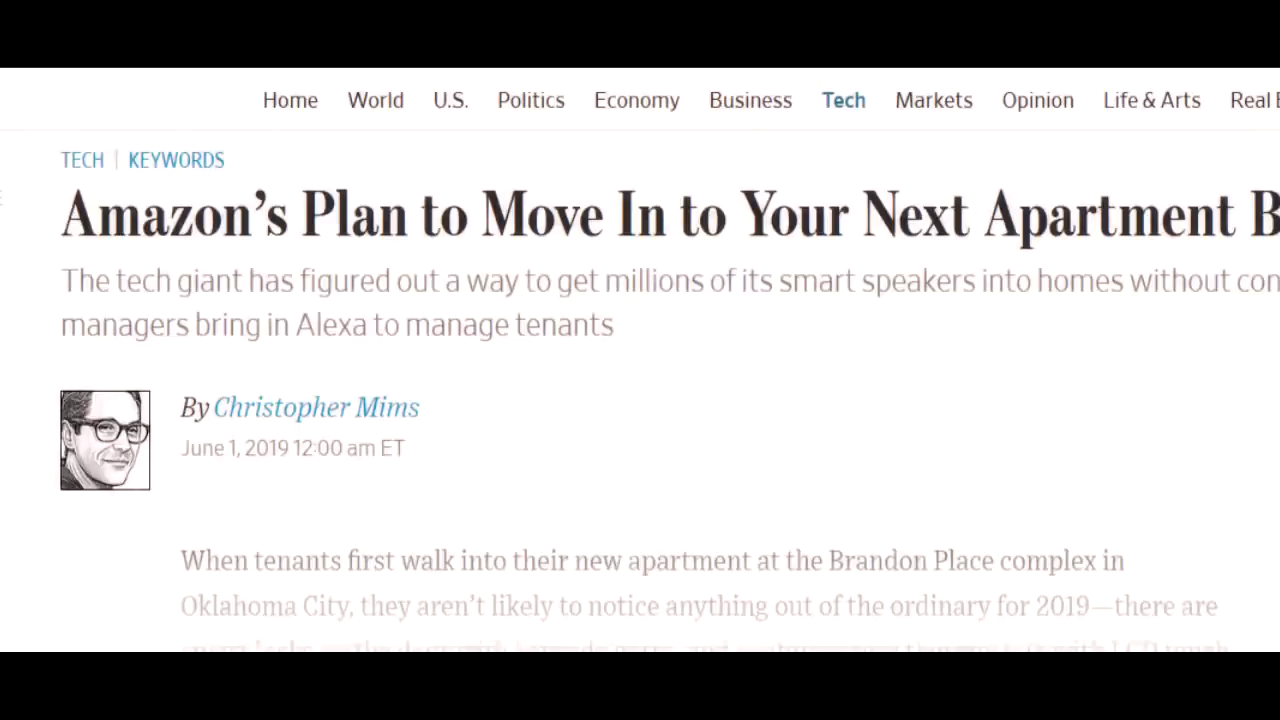 Home World U.S. Politics Economy Business Tech Markets Opinion Life & Arts Real
TECH | KEYWORDS
Amazon's Plan to Move In to Your Next Apartment
The tech giant has figured out a way to get millions of its smart speakers into homes without
managers bring in Alexa to manage tenants
By Christopher Mims
June 1, 2019 12:00 am ET
When tenants first walk into their new apartment at the Brandon Place complex in
Oklahoma City, they aren't likely to notice anything out of the ordinary for 2019—there are